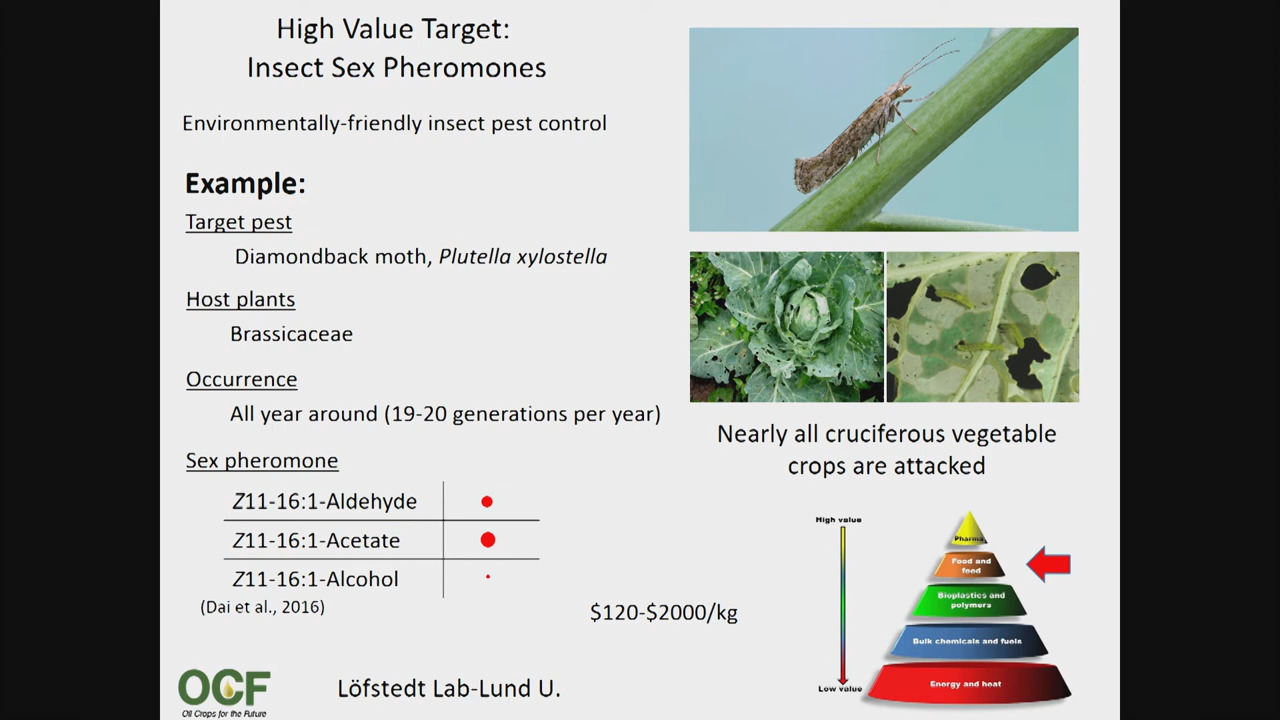 High Value Target:
Insect Sex Pheromones
Environmentally-friendly insect pest control
Example:
Target pest
Diamondback moth, Plutella xylostella
Host plants
Brassicaceae
Occurrence
All year around (19-20 generations per year)
Sex pheromone
Z11-16:1-Aldehyde
Z11-16:1-Acetate
Z11-16:1-Alcohol
(Dai et al., 2016)
$120-$2000/kg
Löfstedt Lab-Lund U.
OCF
Oil Crops for the Future
Nearly all cruciferous vegetable
crops are attacked
High value
Low value
Pharma
Food and
feed
Bioplastics and
polymers
Bulk chemicals and fuels
Energy and heat